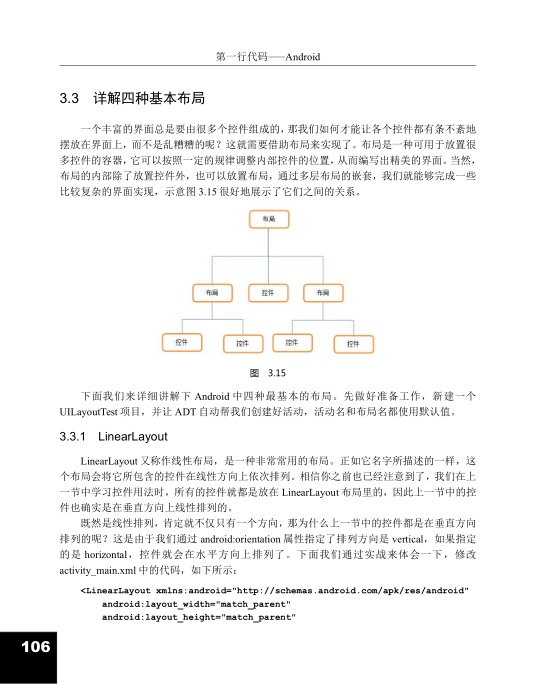 第一行代码——Android
3.3 详解四种基本布局
一个丰富的界面总是要由很多个控件组成的，那我们如何才能让各个控件都有条不紊地
摆放在界面上，而不是乱糟糟的呢？这就需要借助布局来实现了。布局是一种可用于放置很
多控件的容器，它可以按照一定的规律调整内部控件的位置，从而编写出精美的界面。当然，
布局的内部除了放置控件外，也可以放置布局，通过多层布局的嵌套，我们就能够完成一些
比较复杂的界面实现，示意图 3.15 很好地展示了它们之间的关系。
布局
布局 控件 布局
控件 控件 控件 控件
图 3.15
下面我们来详细讲解下 Android 中四种最基本的布局。先做好准备工作，新建一个
UILayoutTest 项目，并让 ADT 自动帮我们创建好活动，活动名和布局名都使用默认值。
3.3.1 LinearLayout
LinearLayout 又称作线性布局，是一种非常常用的布局。正如它名字所描述的一样，这
个布局会将它所包含的控件在线性方向上依次排列。相信你之前也已经注意到了，我们在上
一节中学习控件用法时，所有的控件就都是放在 LinearLayout 布局里的，因此上一节中的控
件也确实是在垂直方向上线性排列的。
既然是线性排列，肯定就不仅只有一个方向，那为什么上一节中的控件都是在垂直方向
排列的呢？这是由于我们通过 android:orientation 属性指定了排列方向是 vertical，如果指定
的是 horizontal，控件就会在水平方向上排列了。下面我们通过实战来体会一下，修改
activity_main.xml 中的代码，如下所示：
<LinearLayout xmlns:android="http://schemas.android.com/apk/res/android"
android:layout_width="match_parent"
android:layout_height="match_parent"
106